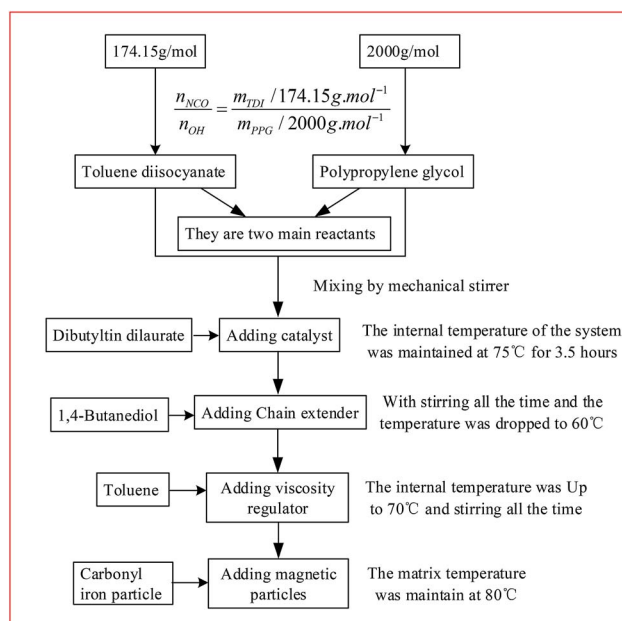 174.15g/mol
2000g/mol
n_NCO / n_OH = (m_TDI / 174.15g.mol⁻¹) / (m_PPG / 2000g.mol⁻¹)
Toluene diisocyanate
Polypropylene glycol
They are two main reactants
Mixing by mechanical stirrer
Dibutyltin dilaurate
Adding catalyst
The internal temperature of the system
was maintained at 75℃ for 3.5 hours
1,4-Butanediol
Adding Chain extender
With stirring all the time and the
temperature was dropped to 60℃
Toluene
Adding viscosity
regulator
The internal temperature was Up
to 70℃ and stirring all the time
Carbonyl
iron particle
Adding magnetic
particles
The matrix temperature
was maintain at 80℃